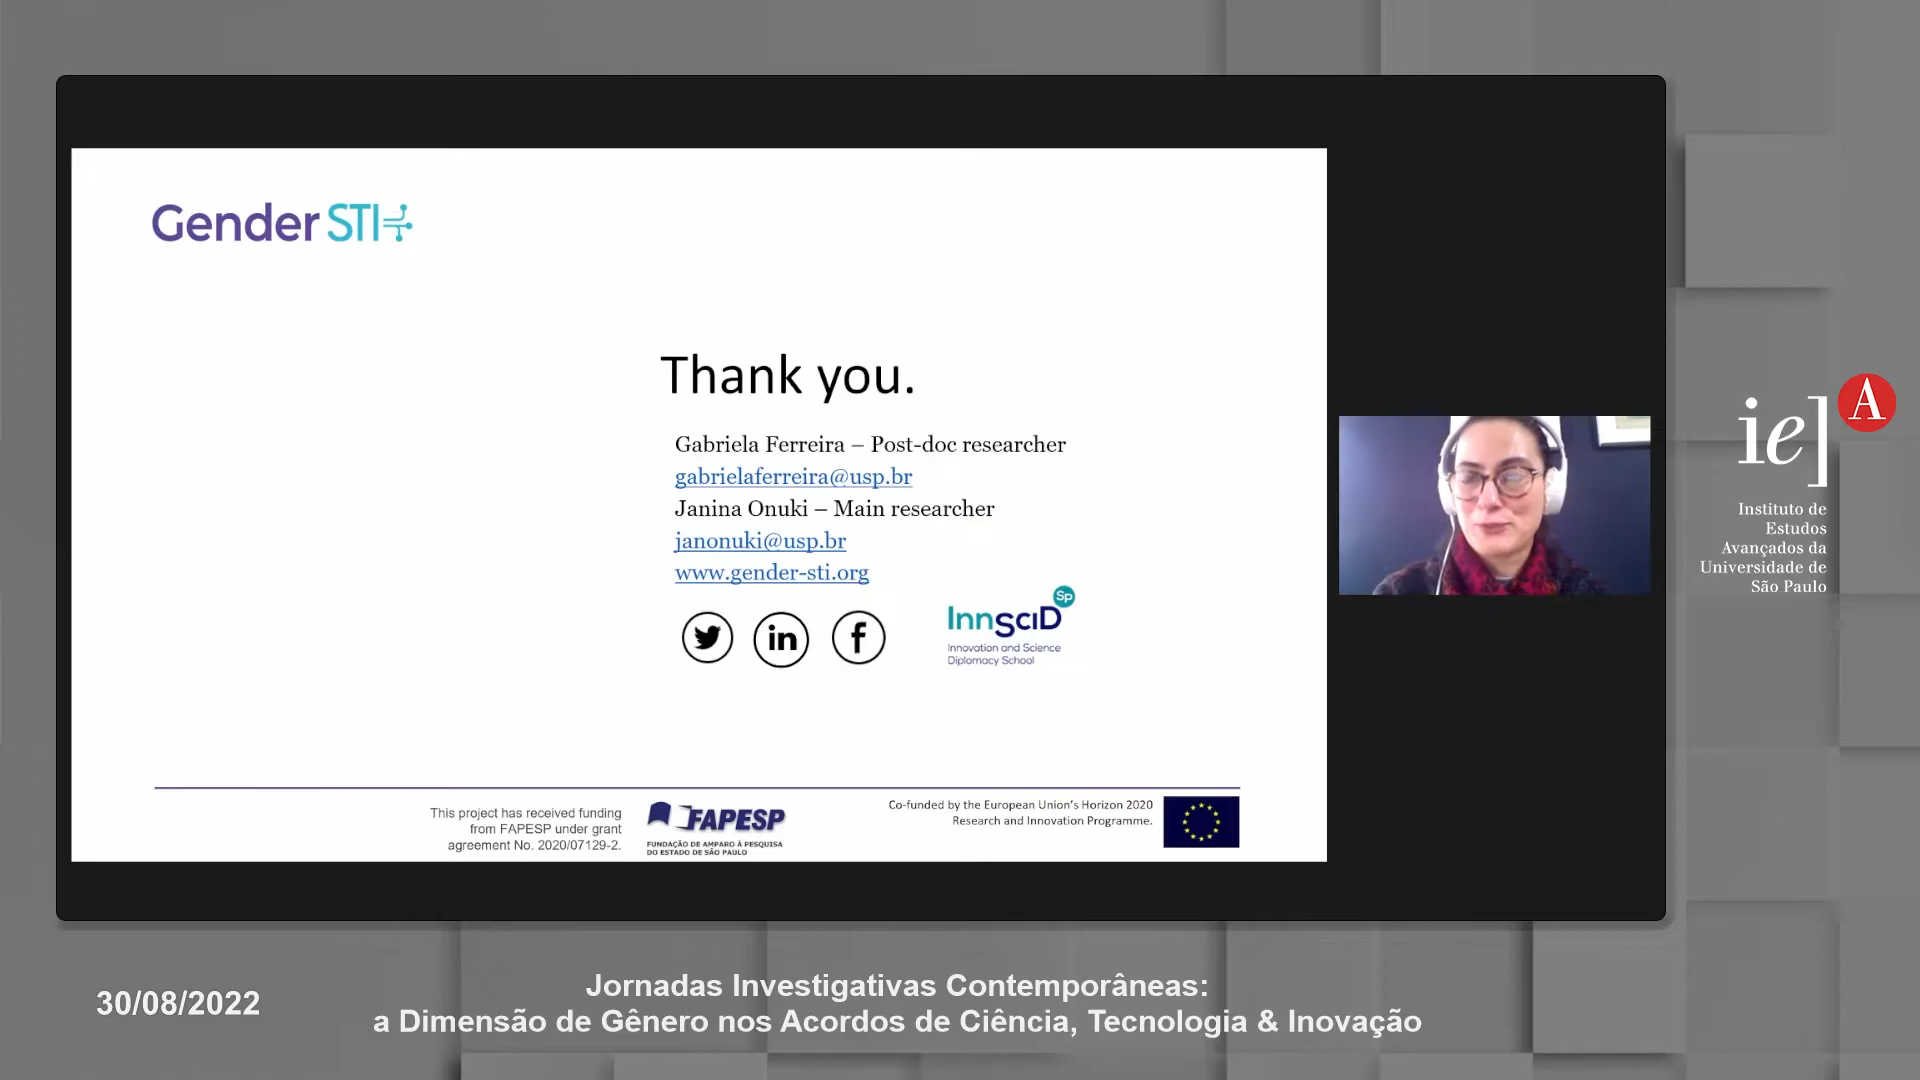 Gender STI
Thank you.
Gabriela Ferreira – Post-doc researcher
gabrielaferreira@usp.br
Janina Onuki – Main researcher
janonuki@usp.br
www.gender-sti.org
in
f
InnSciD
Sp
Innovation and Science
Diplomacy School
This project has received funding
from FAPESP under grant
agreement No. 2020/07129-2.
FAPESP
FUNDAÇÃO DE AMPARO À PESQUISA
DO ESTADO DE SÃO PAULO
Co-funded by the European Union's Horizon 2020
Research and Innovation Programme.
ie]
A
Instituto de
Estudos
Avançados da
Universidade de
São Paulo
30/08/2022
Jornadas Investigativas Contemporâneas:
a Dimensão de Gênero nos Acordos de Ciência, Tecnologia & Inovação